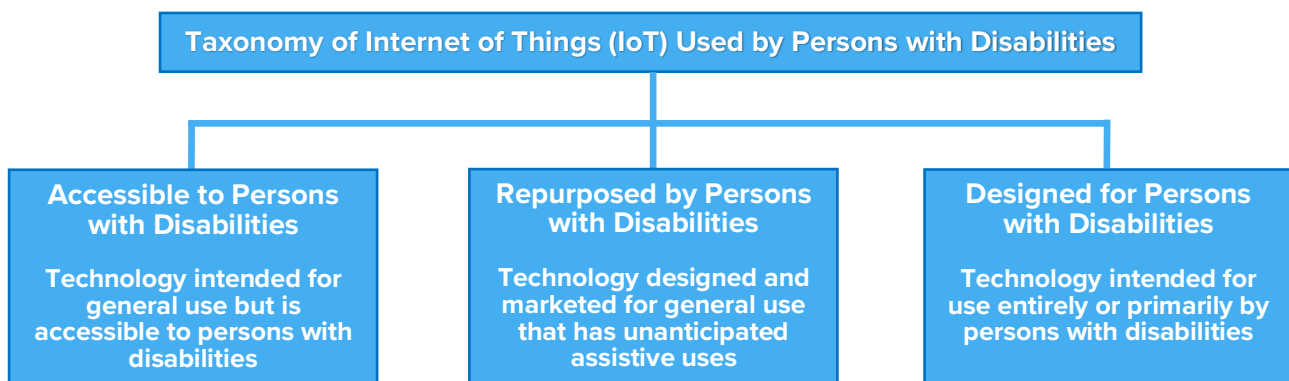 Taxonomy of Internet of Things (IoT) Used by Persons with Disabilities
Accessible to Persons
with Disabilities
Technology intended for
general use but is
accessible to persons with
disabilities
Repurposed by Persons
with Disabilities
Technology designed and
marketed for general use
that has unanticipated
assistive uses
Designed for Persons
with Disabilities
Technology intended for
use entirely or primarily by
persons with disabilities